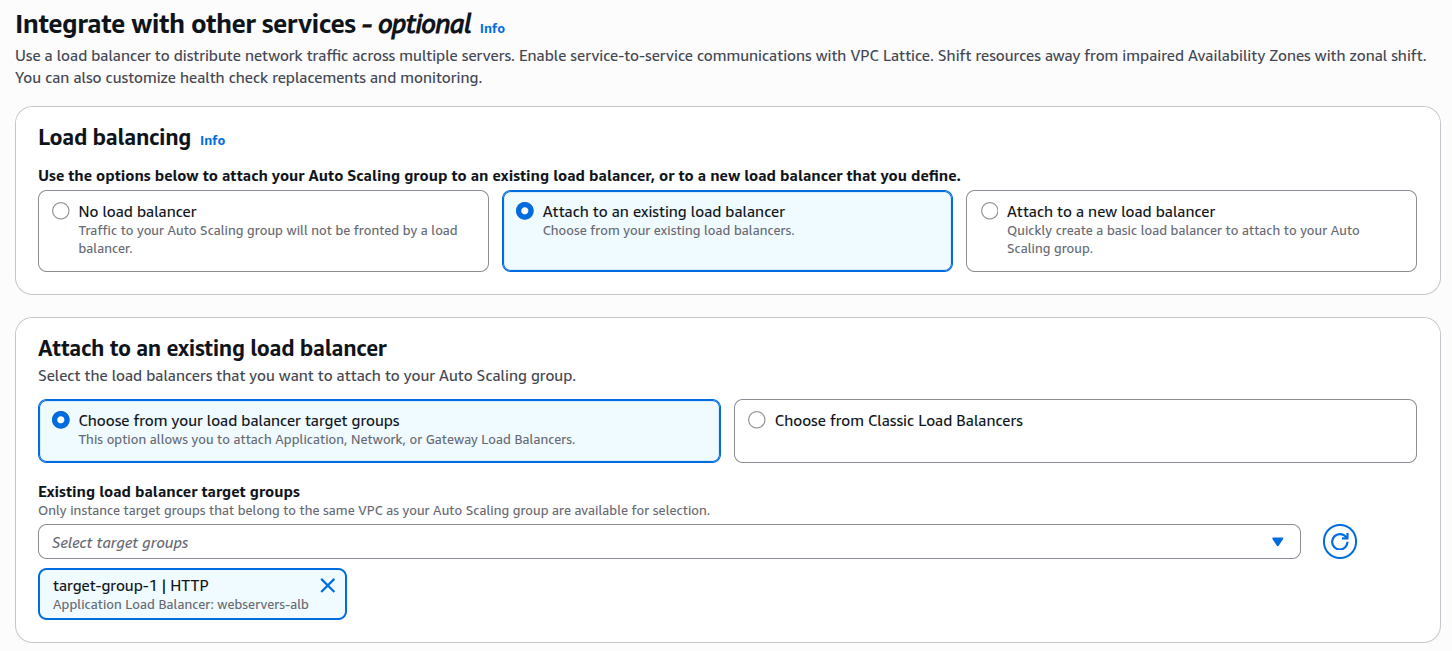 Integrate with other services – optional Info
Use a load balancer to distribute network traffic across multiple servers. Enable service-to-service communications with VPC Lattice. Shift resources away from impaired Availability Zones with zonal shift.
You can also customize health check replacements and monitoring.
Load balancing Info
Use the options below to attach your Auto Scaling group to an existing load balancer, or to a new load balancer that you define.
No load balancer
Traffic to your Auto Scaling group will not be fronted by a load
balancer.
Attach to an existing load balancer
Choose from your existing load balancers.
Attach to a new load balancer
Quickly create a basic load balancer to attach to your Auto
Scaling group.
Attach to an existing load balancer
Select the load balancers that you want to attach to your Auto Scaling group.
Choose from your load balancer target groups
This option allows you to attach Application, Network, or Gateway Load Balancers.
Choose from Classic Load Balancers
Existing load balancer target groups
Only instance target groups that belong to the same VPC as your Auto Scaling group are available for selection.
Select target groups
target-group-1 | HTTP
Application Load Balancer: webservers-alb